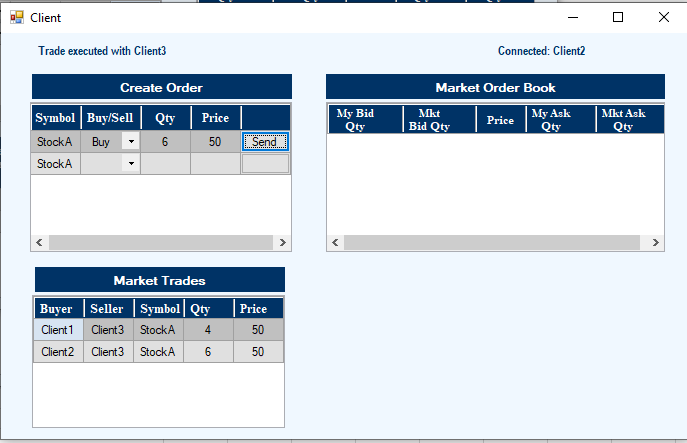 Client
Trade executed with Client3
Connected: Client2
Create Order
Symbol Buy/Sell Qty Price
StockA Buy 6 50 Send
StockA
Market Order Book
My Bid Qty Mkt Bid Qty Price My Ask Qty Mkt Ask Qty
Market Trades
Buyer Seller Symbol Qty Price
Client1 Client3 StockA 4 50
Client2 Client3 StockA 6 50